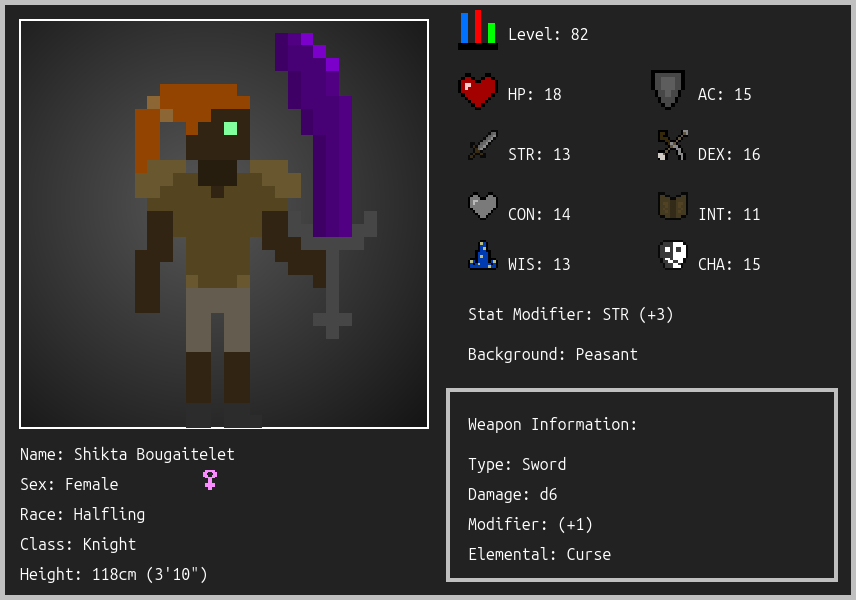 Level: 82
HP: 18
AC: 15
STR: 13
DEX: 16
CON: 14
INT: 11
WIS: 13
CHA: 15
Stat Modifier: STR (+3)
Background: Peasant
Weapon Information:
Type: Sword
Damage: d6
Modifier: (+1)
Elemental: Curse
Name: Shikta Bougaitelet
Sex: Female
Race: Halfling
Class: Knight
Height: 118cm (3'10")